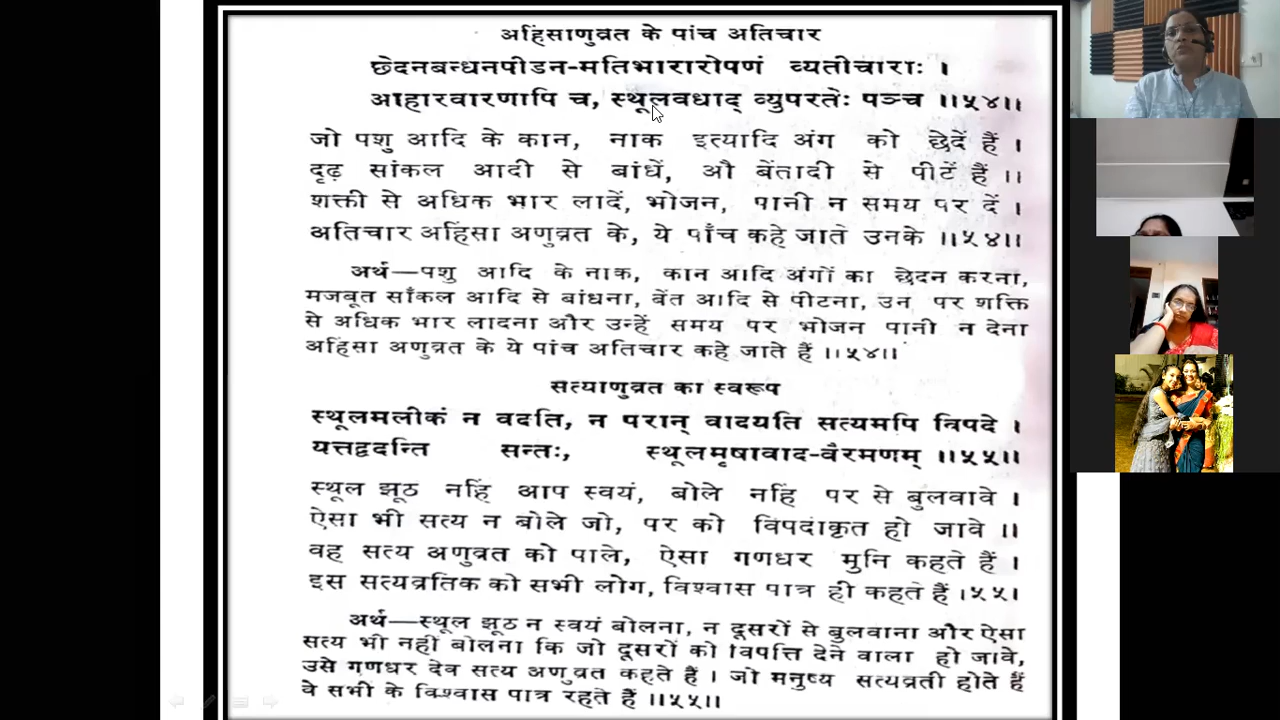 अहिंसाणुव्रत के पांच अतिचार
छेदनबन्धनपीडन-मतिभारारोपणं व्यतीचाराः ।
आहारवारणापि च, स्थूलवधाद् व्युपरतेः पञ्च ।।५४।।
जो पशु आदि के कान, नाक इत्यादि अंग को छेदें हैं ।
दृढ़ सांकल आदी से बांधें, औ बेंतादी से पीटें हैं ।।
शक्ती से अधिक भार लादें, भोजन, पानी न समय पर दें ।
अतिचार अहिंसा अणुव्रत के, ये पाँच कहे जाते उनके ।।५४।।
अर्थ—पशु आदि के नाक, कान आदि अंगों का छेदन करना,
मजबूत साँकल आदि से बांधना, बेंत आदि से पीटना, उन पर शक्ति
से अधिक भार लादना और उन्हें समय पर भोजन पानी न देना
अहिंसा अणुव्रत के ये पांच अतिचार कहे जाते हैं ।।५४।।
सत्याणुव्रत का स्वरूप
स्थूलमलीकं न वदति, न परान् वादयति सत्यमपि विपदे ।
यत्तद्वदन्ति सन्तः, स्थूलमृषावाद-वैरमणम् ।।५५।।
स्थूल झूठ नहिं आप स्वयं, बोले नहिं पर से बुलवावे ।
ऐसा भी सत्य न बोले जो, पर को विपदाकृत हो जावे ।।
वह सत्य अणुव्रत को पाले, ऐसा गणधर मुनि कहते हैं ।
इस सत्यव्रतिक को सभी लोग, विश्वास पात्र ही कहते हैं ।५५।
अर्थ—स्थूल झूठ न स्वयं बोलना, न दूसरों से बुलवाना और ऐसा
सत्य भी नहीं बोलना कि जो दूसरों को विपत्ति देने वाला हो जावे,
उसे गणधर देव सत्य अणुव्रत कहते हैं । जो मनुष्य सत्यव्रती होते हैं
वे सभी के विश्वास पात्र रहते हैं ।।५५।।